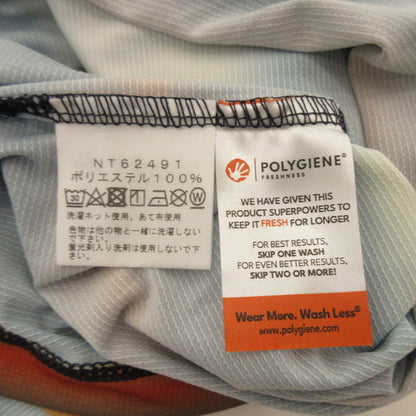 NT62491
ポリエステル100%
30
W
洗濯ネット使用、あて布使用
色物は他の物と一緒に洗濯しない
で下さい。
蛍光剤入り洗剤は使用しないで下
さい。
POLYGIENE®
FRESHNESS
WE HAVE GIVEN THIS
PRODUCT SUPERPOWERS TO
KEEP IT FRESH FOR LONGER
FOR BEST RESULTS,
SKIP ONE WASH
FOR EVEN BETTER RESULTS,
SKIP TWO OR MORE!
Wear More. Wash Less®
www.polygiene.com